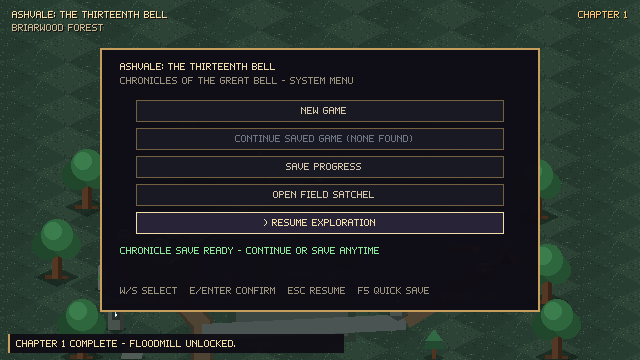 ASHVALE: THE THIRTEENTH BELL
BRIARWOOD FOREST
CHAPTER 1
ASHVALE: THE THIRTEENTH BELL
CHRONICLES OF THE GREAT BELL - SYSTEM MENU
NEW GAME
CONTINUE SAVED GAME (NONE FOUND)
SAVE PROGRESS
OPEN FIELD SATCHEL
> RESUME EXPLORATION
CHRONICLE SAVE READY - CONTINUE OR SAVE ANYTIME
W/S SELECT E/ENTER CONFIRM ESC RESUME F5 QUICK SAVE
CHAPTER 1 COMPLETE - FLOODMILL UNLOCKED.